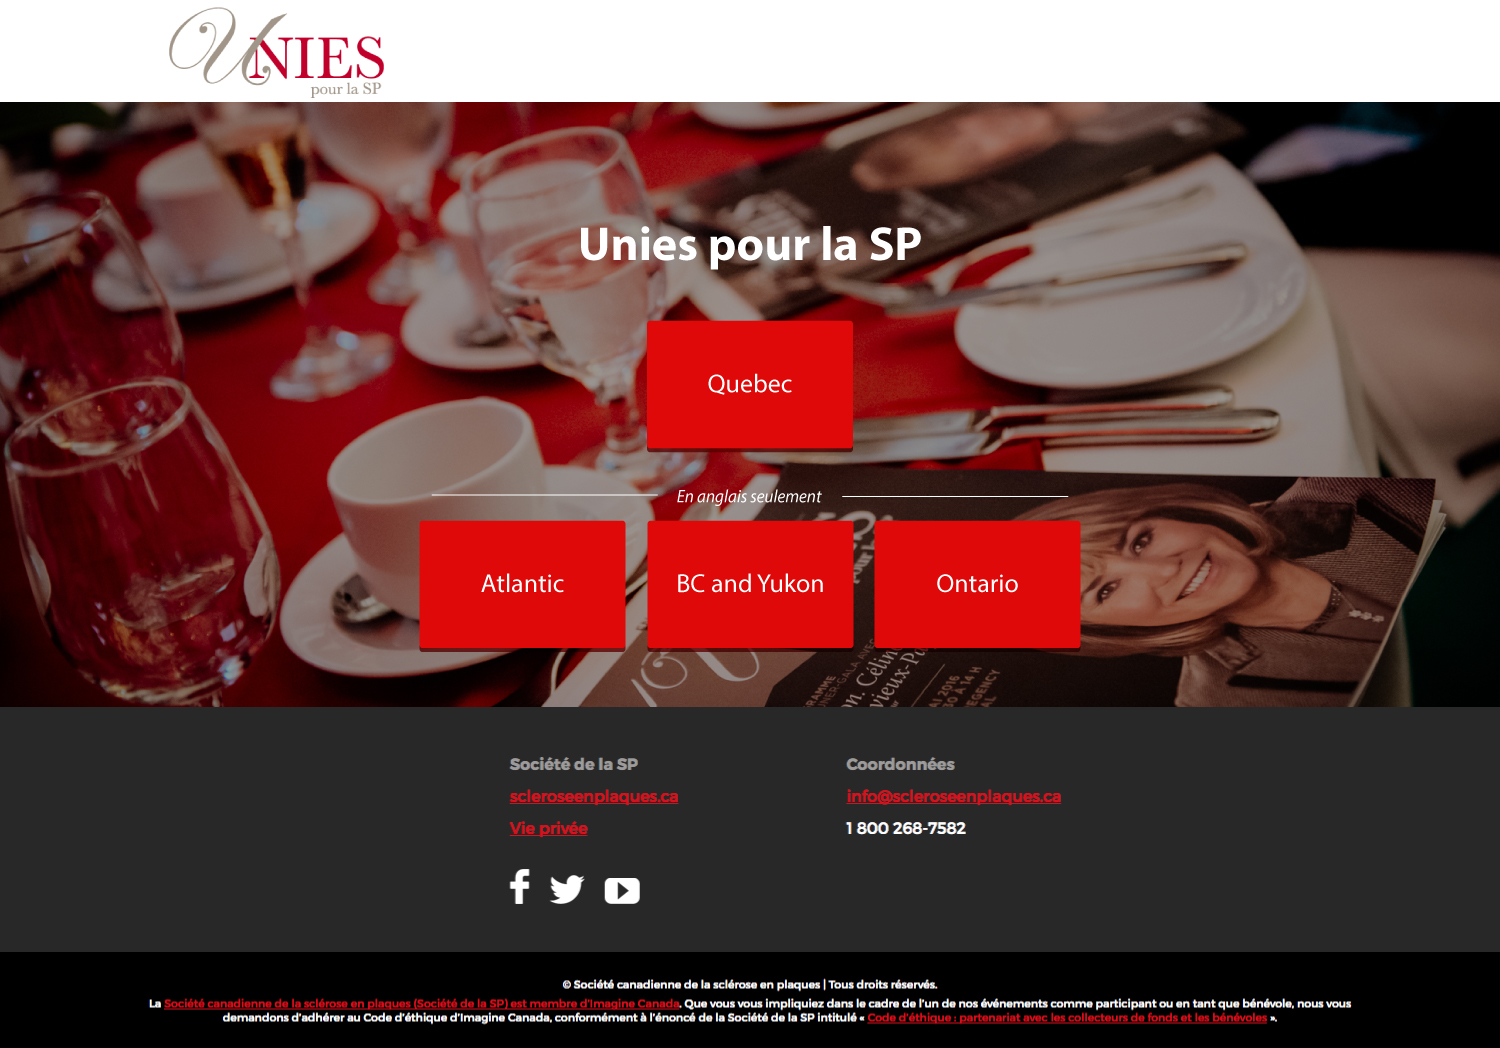 UNIES
pour la SP
Unies pour la SP
Quebec
En anglais seulement
Atlantic
BC and Yukon
Ontario
Société de la SP
scleroseenplaques.ca
Vie privée
Coordonnées
info@scleroseenplaques.ca
1 800 268-7582
© Société canadienne de la sclérose en plaques | Tous droits réservés.
La Société canadienne de la sclérose en plaques (Société de la SP) est membre d'Imagine Canada. Que vous vous impliquiez dans le cadre de l'un de nos événements comme participant ou en tant que bénévole, nous vous
demandons d'adhérer au Code d'éthique d'Imagine Canada, conformément à l'énoncé de la Société de la SP intitulé « Code d'éthique : partenariat avec les collecteurs de fonds et les bénévoles ».